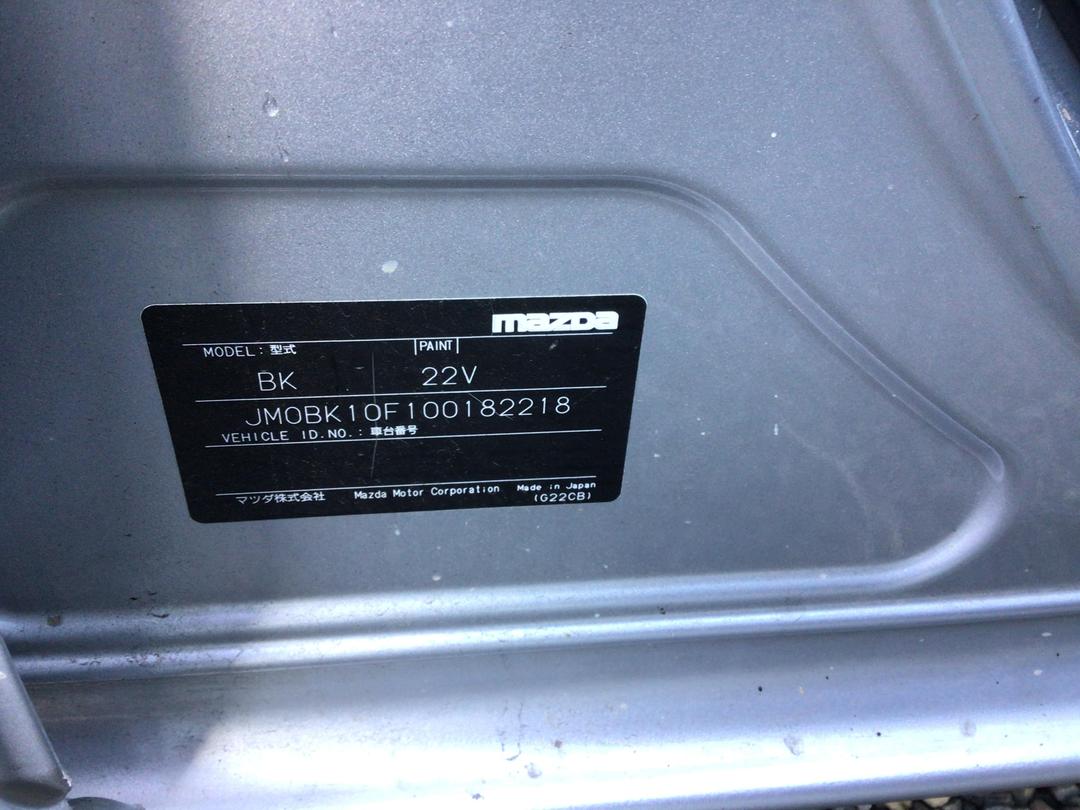 mazda
MODEL : 型式 PAINT
BK 22V
JM0BK10F100182218
VEHICLE ID.NO. : 車台番号
マツダ株式会社 Mazda Motor Corporation Made in Japan
(G22CB)